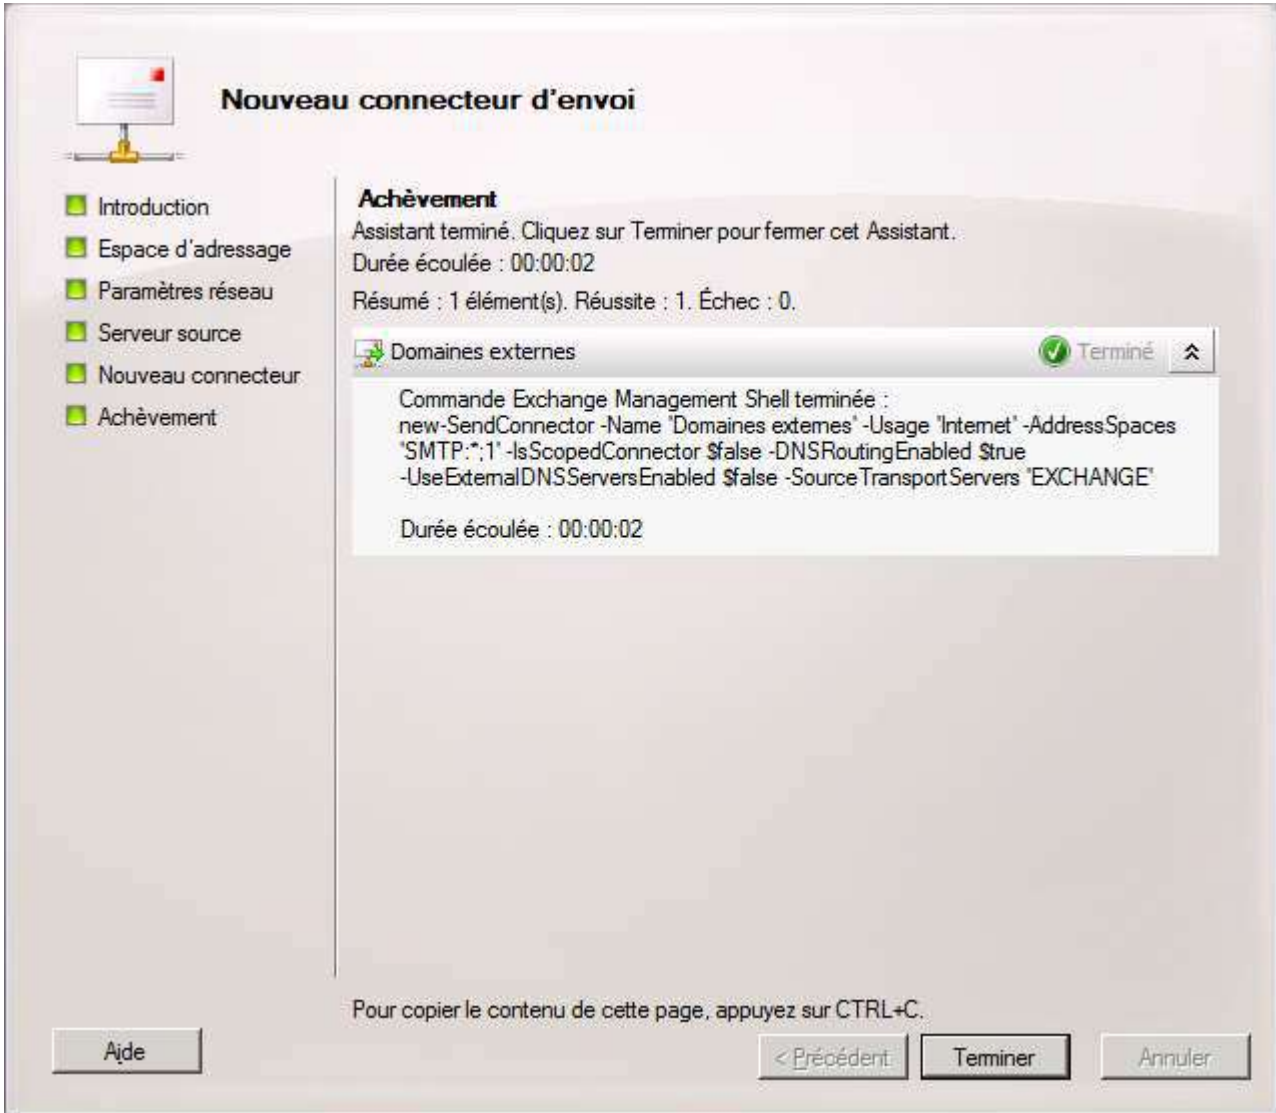 Nouveau connecteur d'envoi
Introduction
Espace d'adressage
Paramètres réseau
Serveur source
Nouveau connecteur
Achèvement
Achèvement
Assistant terminé. Cliquez sur Terminer pour fermer cet Assistant.
Durée écoulée : 00:00:02
Résumé : 1 élément(s). Réussite : 1. Échec : 0.
Domaines externes
Terminé
Commande Exchange Management Shell terminée :
new-SendConnector -Name 'Domaines externes' -Usage 'Internet' -AddressSpaces
'SMTP:*;1' -IsScopedConnector $false -DNSRoutingEnabled $true
-UseExternalDNSServersEnabled $false -SourceTransportServers 'EXCHANGE'
Durée écoulée : 00:00:02
Pour copier le contenu de cette page, appuyez sur CTRL+C.
Aide
< Précédent
Terminer
Annuler